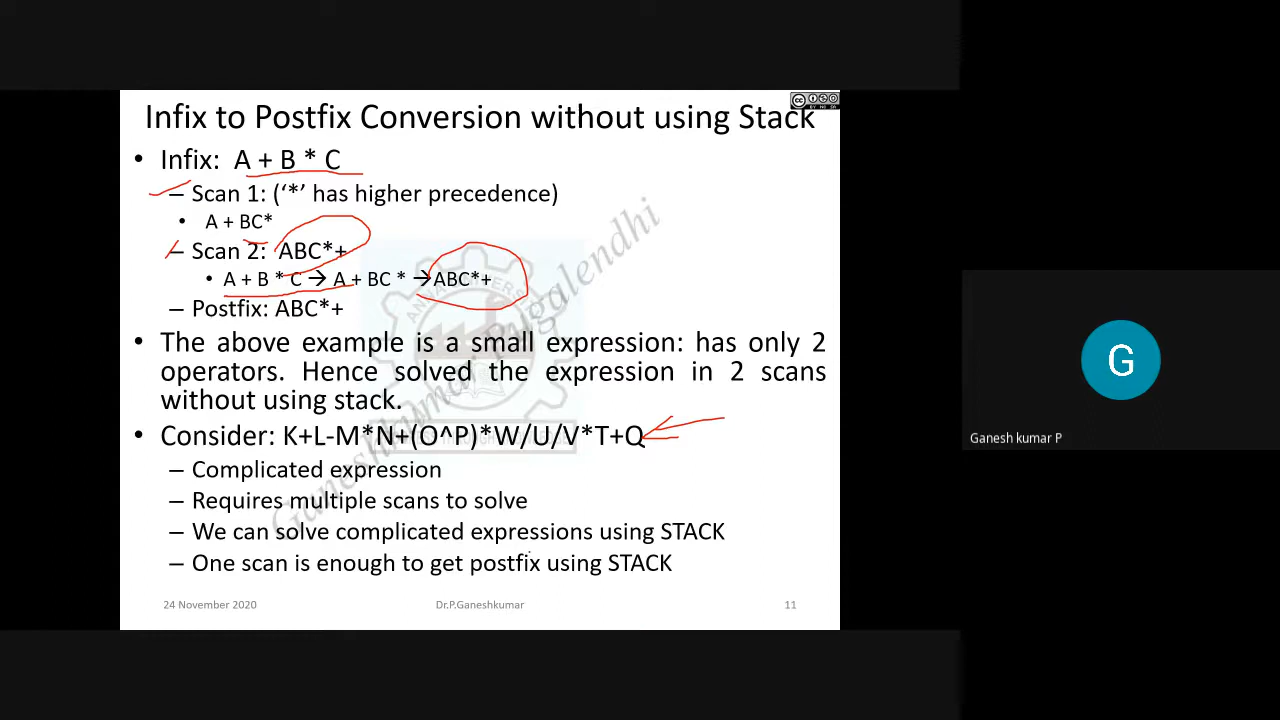 Infix to Postfix Conversion without using Stack
• Infix: A + B * C
– Scan 1: (‘*’ has higher precedence)
• A + BC*
– Scan 2: ABC*+
• A + B * C → A + BC * → ABC*+
– Postfix: ABC*+
• The above example is a small expression: has only 2
operators. Hence solved the expression in 2 scans
without using stack.
• Consider: K+L-M*N+(O^P)*W/U/V*T+Q
– Complicated expression
– Requires multiple scans to solve
– We can solve complicated expressions using STACK
– One scan is enough to get postfix using STACK
24 November 2020 Dr.P.Ganeshkumar 11
Ganeshkumar Pugalendhi
G
Ganesh kumar P